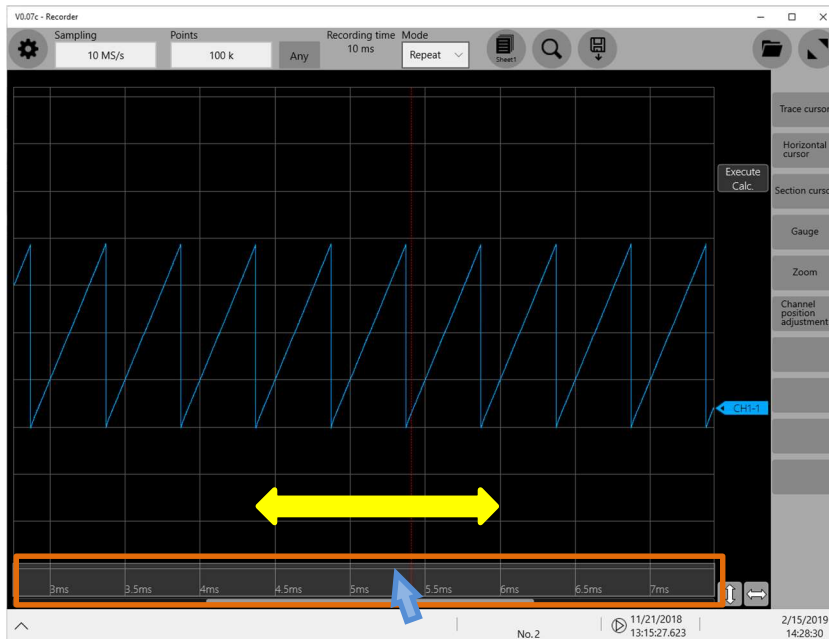 V0.07c - Recorder
Sampling
10 MS/s
Points
100 k
Any
Recording time
10 ms
Mode
Repeat
Sheet1
Trace cursor
Horizontal
cursor
Execute
Calc.
Section curso
Gauge
Zoom
Channel
position
adjustment
CH1-1
3ms 3.5ms 4ms 4.5ms 5ms 5.5ms 6ms 6.5ms 7ms
No. 2
11/21/2018
13:15:27.623
2/15/2019
14:28:30